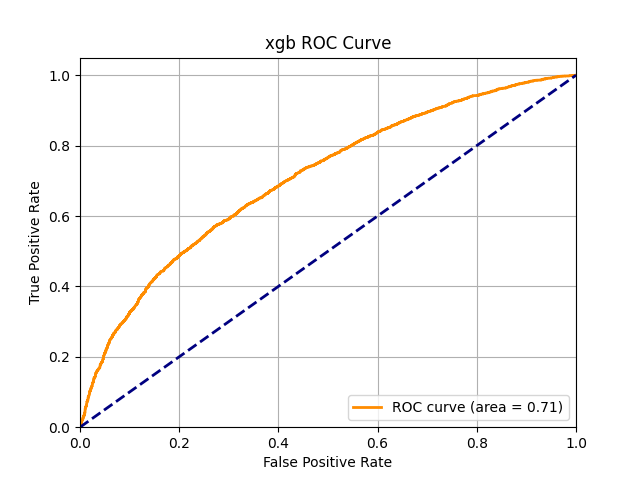 xgb ROC Curve
True Positive Rate
1.0
0.8
0.6
0.4
0.2
0.0
ROC curve (area = 0.71)
0.0 0.2 0.4 0.6 0.8 1.0
False Positive Rate